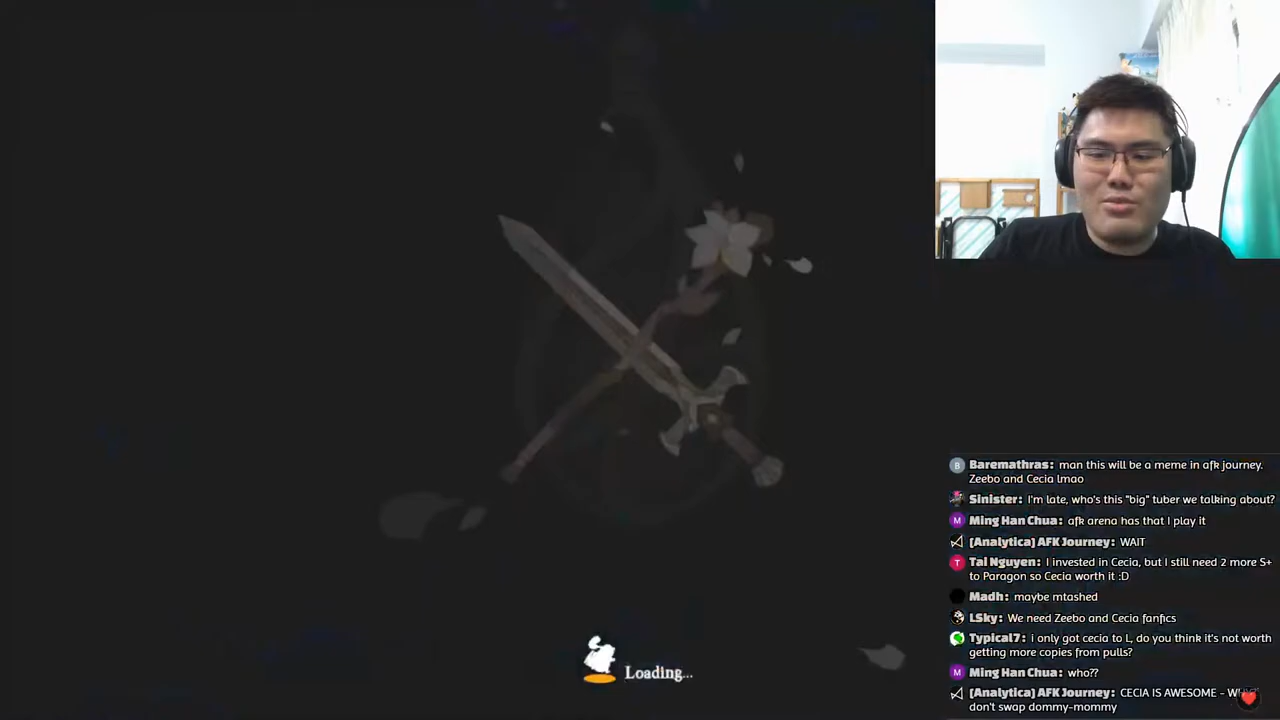 Baremathras: man this will be a meme in afk journey.
Zeebo and Cecia lmao
Sinister: I'm late, who's this "big" tuber we talking about?
M Ming Han Chua: afk arena has that I play it
[Analytica] AFK Journey: WAIT
T Tai Nguyen: I invested in Cecia, but I still need 2 more S+
to Paragon so Cecia worth it :D
Madh: maybe mtashed
LSky: We need Zeebo and Cecia fanfics
Typical7: i only got cecia to L, do you think it's not worth
getting more copies from pulls?
M Ming Han Chua: who??
[Analytica] AFK Journey: CECIA IS AWESOME -
don't swap dommy-mommy
Loading...